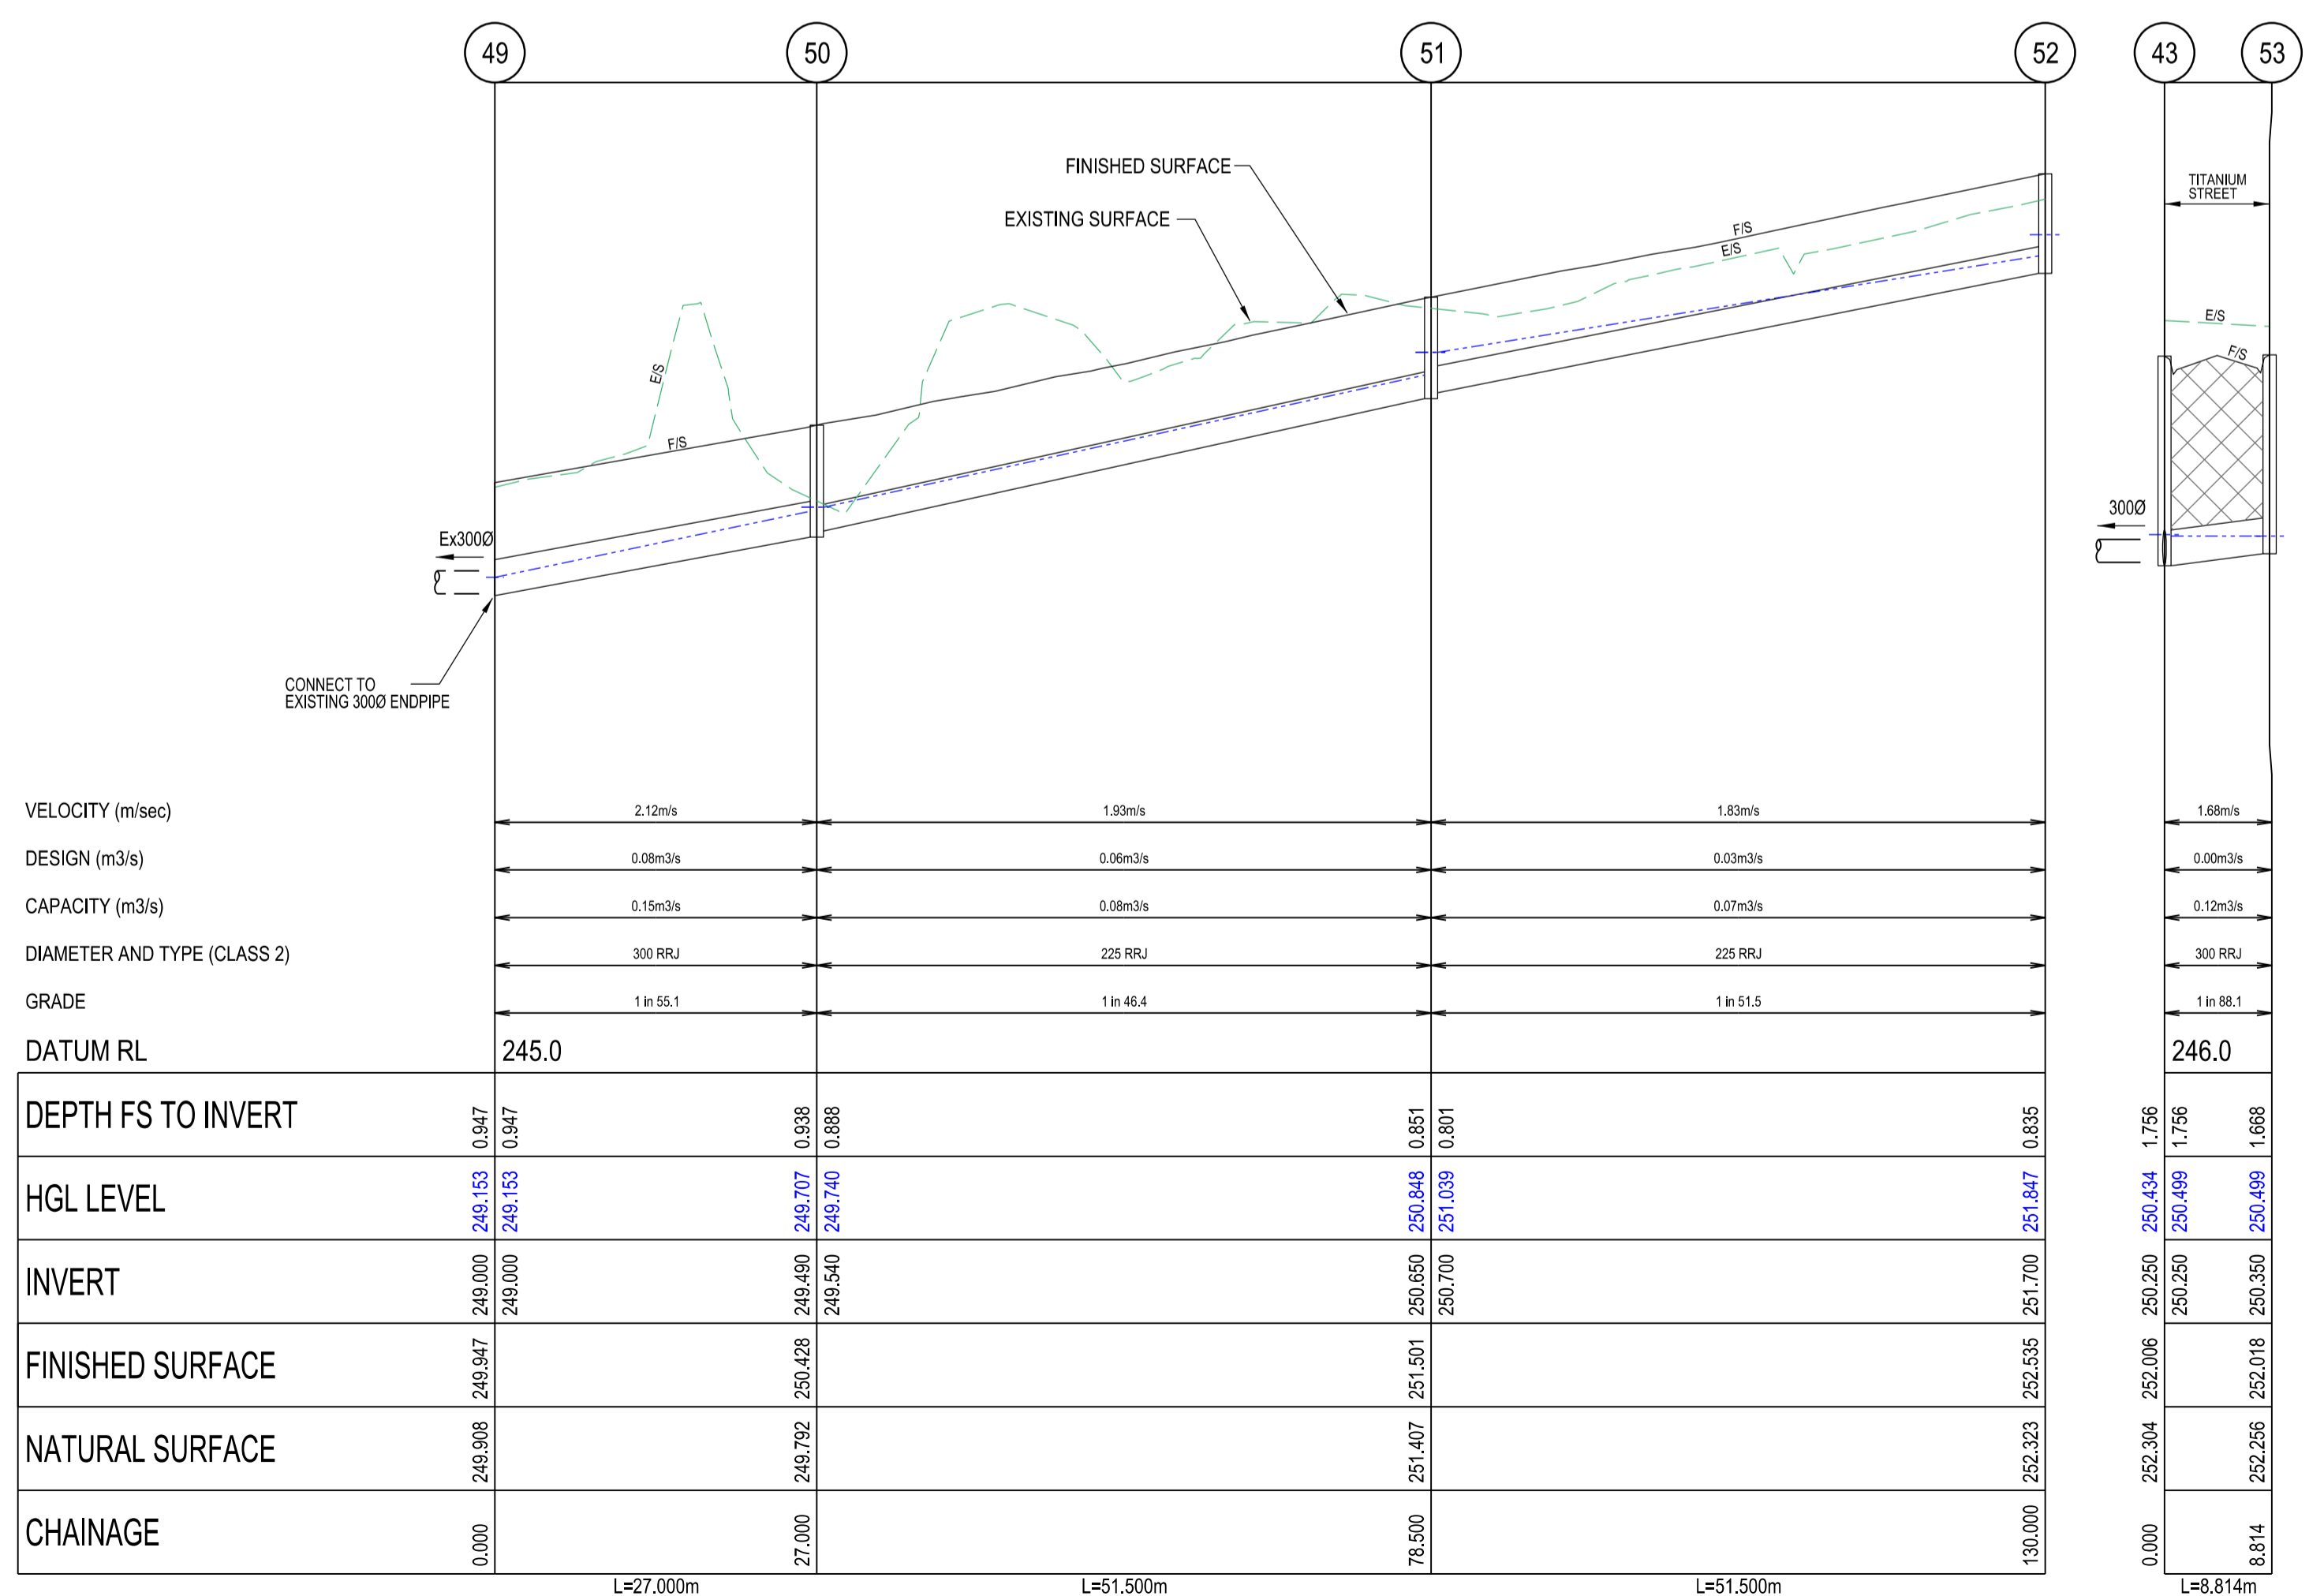 49 50 51 52 43 53
FINISHED SURFACE
EXISTING SURFACE
TITANIUM
STREET
F/S
E/S
E/S
F/S
E/S
F/S
Ex300Ø
300Ø
CONNECT TO
EXISTING 300Ø ENDPIPE
VELOCITY (m/sec) 2.12m/s 1.93m/s 1.83m/s 1.68m/s
DESIGN (m3/s) 0.08m3/s 0.06m3/s 0.03m3/s 0.00m3/s
CAPACITY (m3/s) 0.15m3/s 0.08m3/s 0.07m3/s 0.12m3/s
DIAMETER AND TYPE (CLASS 2) 300 RRJ 225 RRJ 225 RRJ 300 RRJ
GRADE 1 in 55.1 1 in 46.4 1 in 51.5 1 in 88.1
DATUM RL 245.0 246.0
DEPTH FS TO INVERT 0.947 0.947 0.938 0.888 0.851 0.801 0.835 1.756 1.756 1.668
HGL LEVEL 249.153 249.153 249.707 249.740 250.848 251.039 251.847 250.434 250.499 250.499
INVERT 249.000 249.000 249.490 249.540 250.650 250.700 251.700 250.250 250.250 250.350
FINISHED SURFACE 249.947 250.428 251.501 252.535 252.006 252.018
NATURAL SURFACE 249.908 249.792 251.407 252.323 252.304 252.256
CHAINAGE 0.000 27.000 78.500 130.000 0.000 8.814
L=27.000m L=51.500m L=51.500m L=8.814m